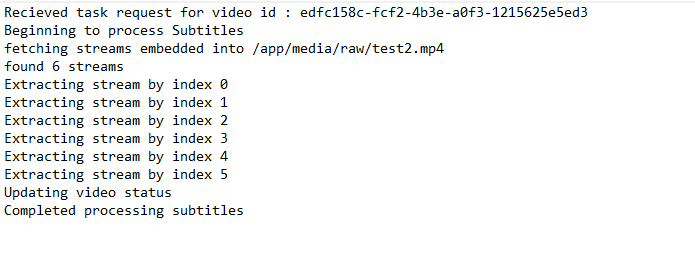 Recieved task request for video id : edfc158c-fcf2-4b3e-a0f3-1215625e5ed3
Beginning to process Subtitles
fetching streams embedded into /app/media/raw/test2.mp4
found 6 streams
Extracting stream by index 0
Extracting stream by index 1
Extracting stream by index 2
Extracting stream by index 3
Extracting stream by index 4
Extracting stream by index 5
Updating video status
Completed processing subtitles